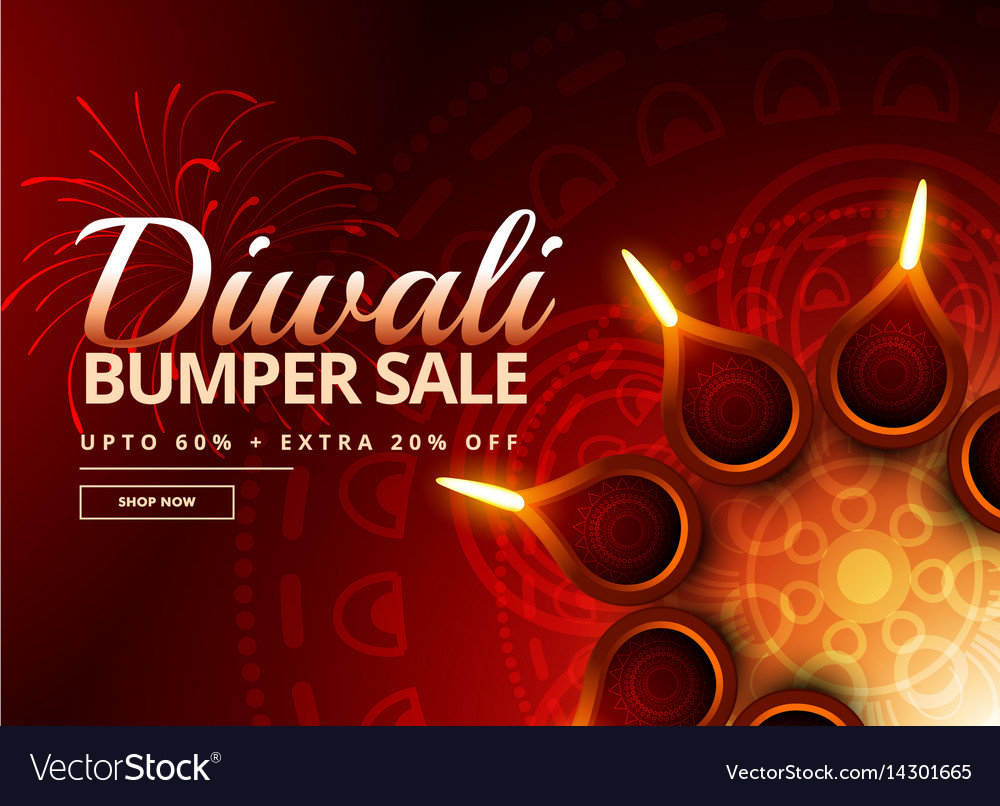 Diwali
BUMPER SALE
UPTO 60% + EXTRA 20% OFF
SHOP NOW
VectorStock®
VectorStock.com/14301665